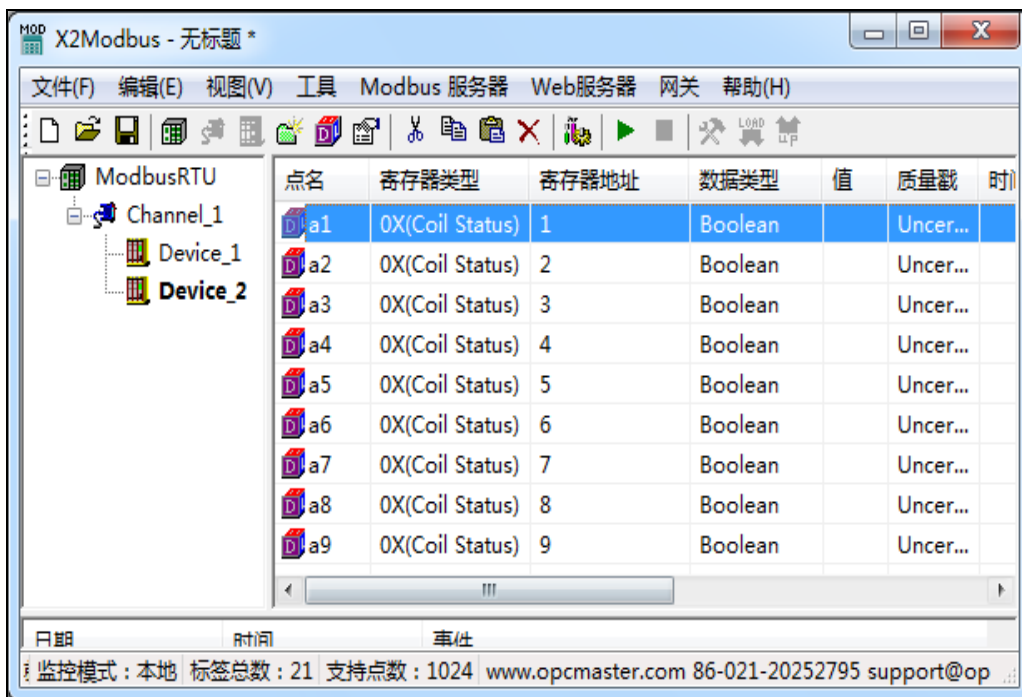 X2Modbus - 无标题 *
文件(F) 编辑(E) 视图(V) 工具 Modbus 服务器 Web服务器 网关 帮助(H)
ModbusRTU
Channel_1
Device_1
Device_2
点名 寄存器类型 寄存器地址 数据类型 值 质量戳
a1 0X(Coil Status) 1 Boolean Uncer...
a2 0X(Coil Status) 2 Boolean Uncer...
a3 0X(Coil Status) 3 Boolean Uncer...
a4 0X(Coil Status) 4 Boolean Uncer...
a5 0X(Coil Status) 5 Boolean Uncer...
a6 0X(Coil Status) 6 Boolean Uncer...
a7 0X(Coil Status) 7 Boolean Uncer...
a8 0X(Coil Status) 8 Boolean Uncer...
a9 0X(Coil Status) 9 Boolean Uncer...
日期 时间 事件
监控模式：本地 标签总数：21 支持点数：1024 www.opcmaster.com 86-021-20252795 support@op